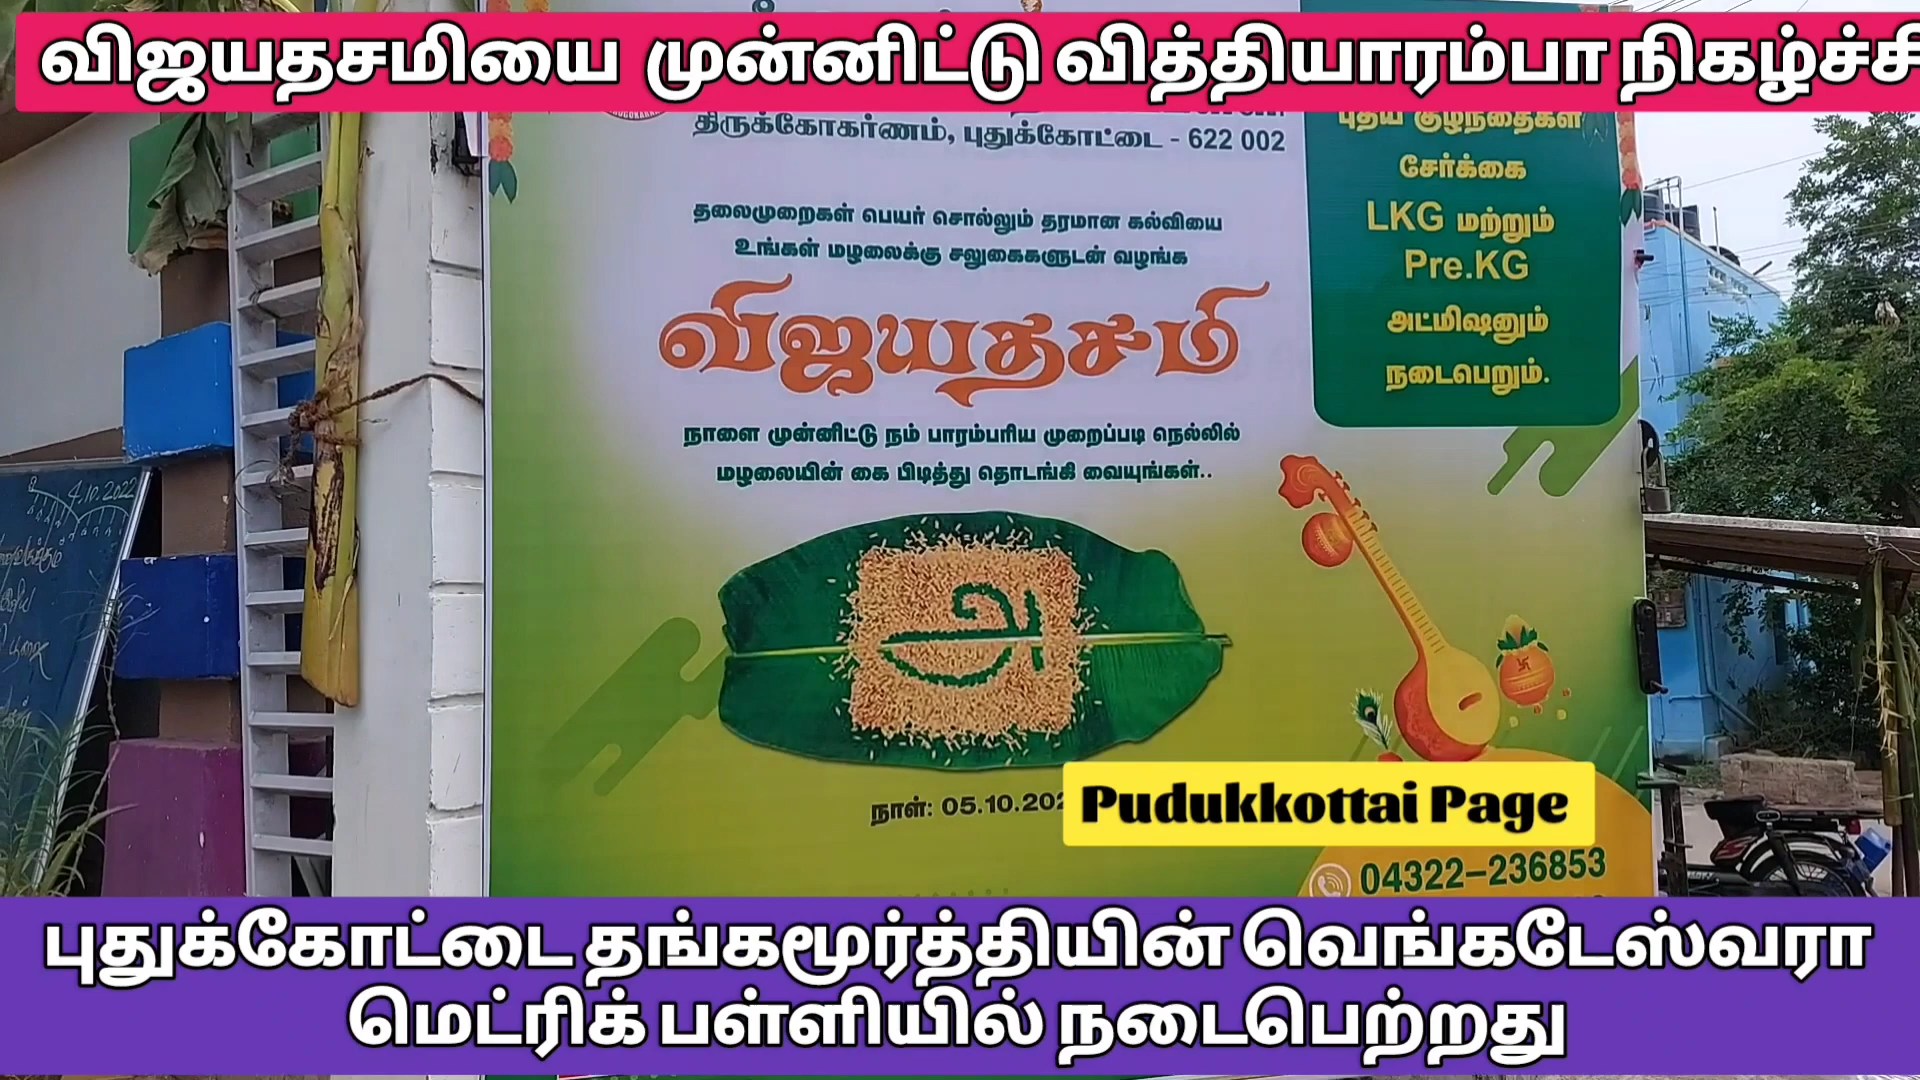 விஜயதசமியை முன்னிட்டு வித்தியாரம்பா நிகழ்ச்சி
திருக்கோகர்ணம், புதுக்கோட்டை - 622 002
புதிய குழந்தைகள்
சேர்க்கை
LKG மற்றும்
Pre.KG
அட்மிஷனும்
நடைபெறும்.
தலைமுறைகள் பெயர் சொல்லும் தரமான கல்வியை
உங்கள் மழலைக்கு சலுகைகளுடன் வழங்க
விஜயதசமி
நாளை முன்னிட்டு நம் பாரம்பரிய முறைப்படி நெல்லில்
மழலையின் கை பிடித்து தொடங்கி வையுங்கள்..
4.10.2022
அ
நாள்: 05.10.202
Pudukkottai Page
04322-236853
புதுக்கோட்டை தங்கமூர்த்தியின் வெங்கடேஸ்வரா
மெட்ரிக் பள்ளியில் நடைபெற்றது